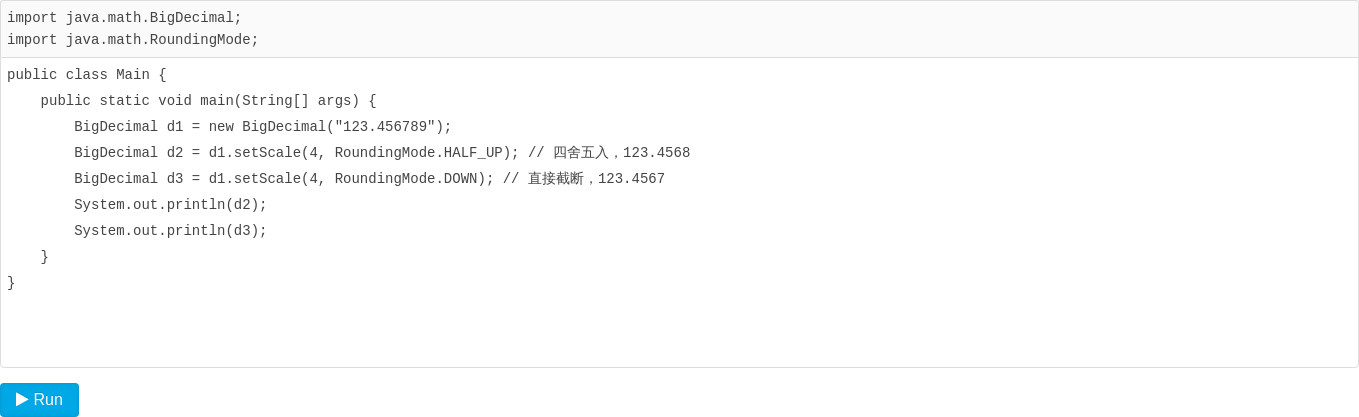 import java.math.BigDecimal;
import java.math.RoundingMode;
public class Main {
    public static void main(String[] args) {
        BigDecimal d1 = new BigDecimal("123.456789");
        BigDecimal d2 = d1.setScale(4, RoundingMode.HALF_UP); // 四舍五入，123.4568
        BigDecimal d3 = d1.setScale(4, RoundingMode.DOWN); // 直接截断，123.4567
        System.out.println(d2);
        System.out.println(d3);
    }
}
Run